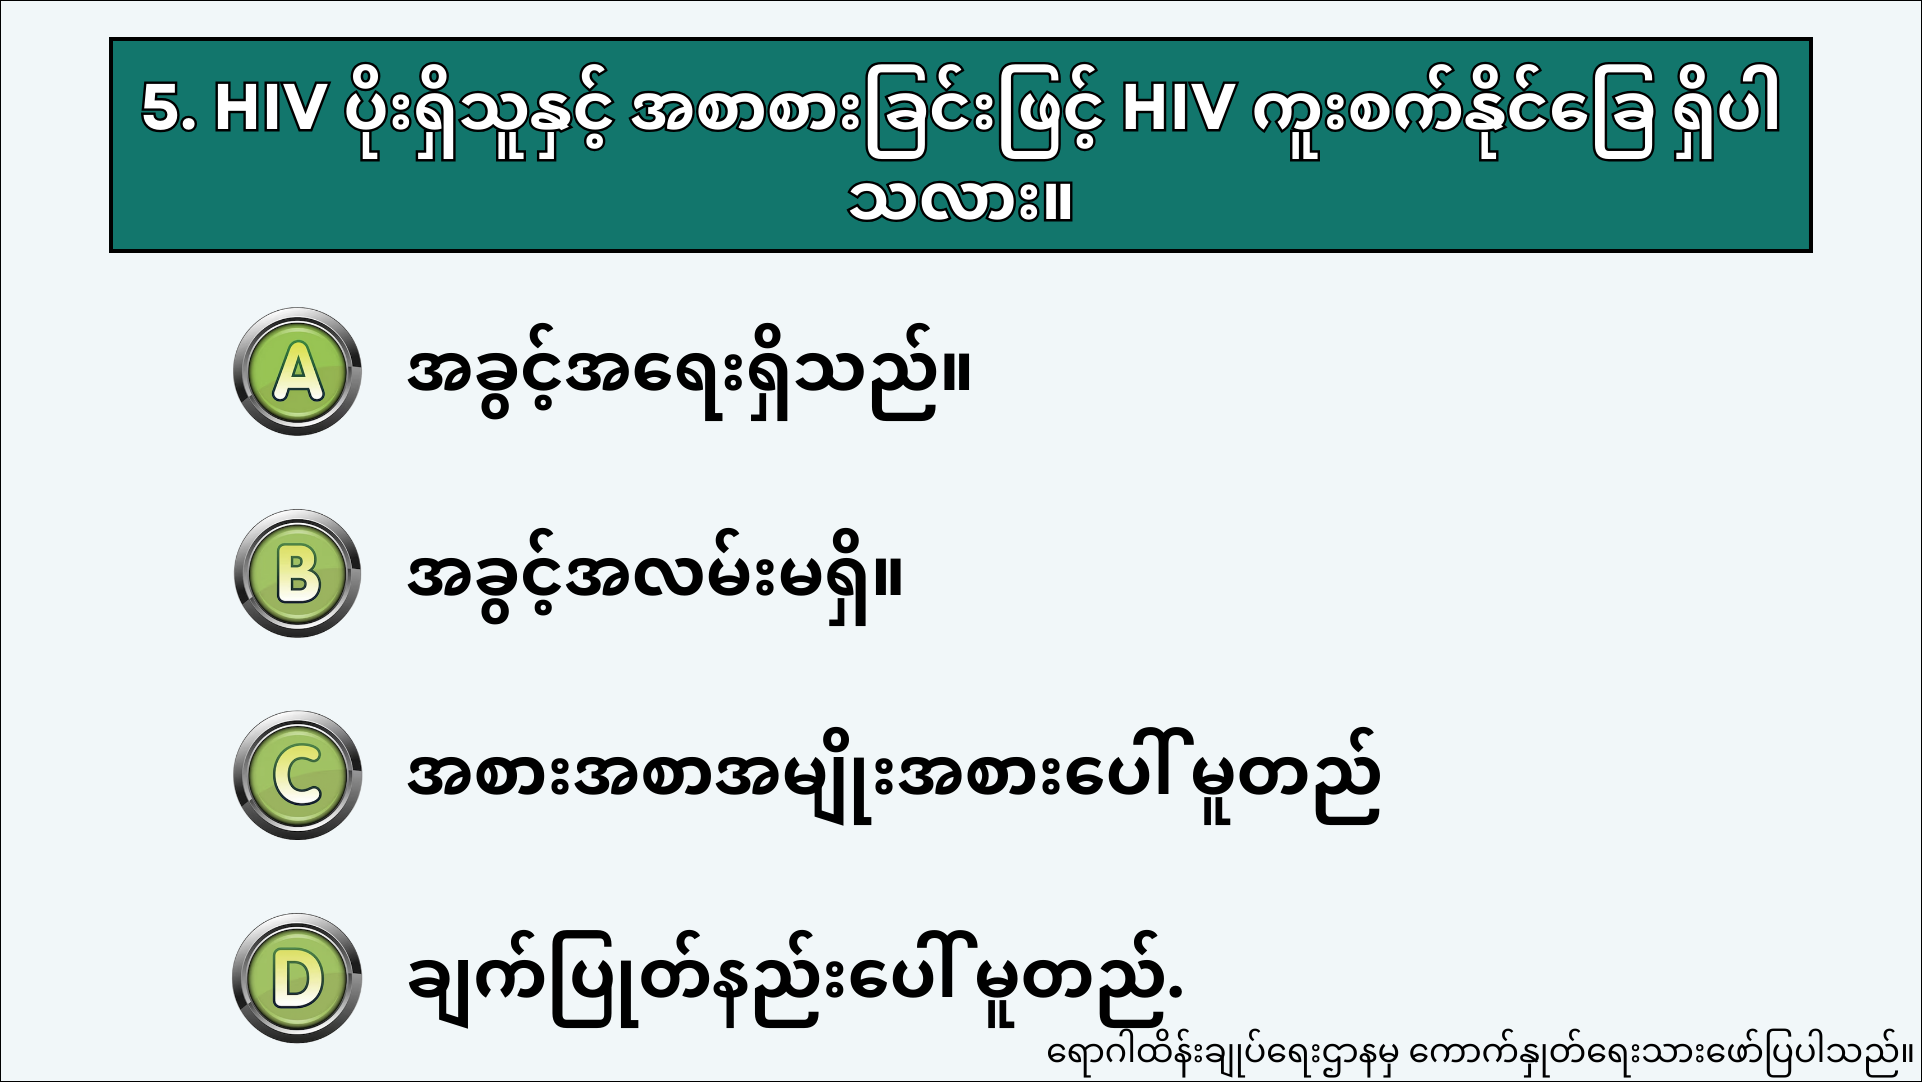 5. HIV ပိုးရှိသူနှင့် အစာစားခြင်းဖြင့် HIV ကူးစက်နိုင်ခြေ ရှိပါ
သလား။
A အခွင့်အရေးရှိသည်။
B အခွင့်အလမ်းမရှိ။
C အစားအစာအမျိုးအစားပေါ် မူတည်
D ချက်ပြုတ်နည်းပေါ် မူတည်.
ရောဂါထိန်းချုပ်ရေးဌာနမှ ကောက်နှုတ်ရေးသားဖော်ပြပါသည်။